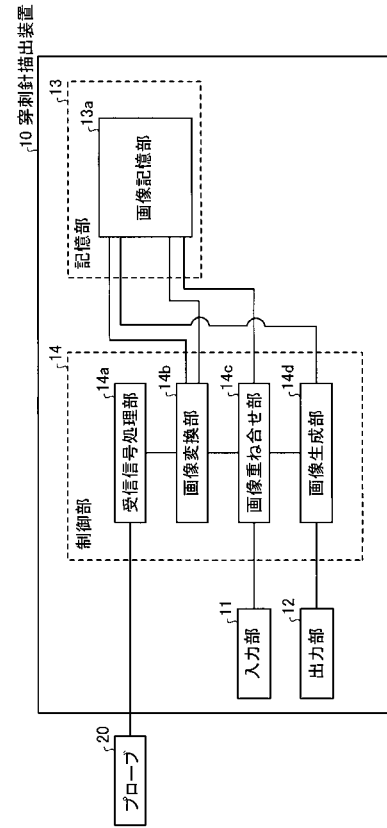 10 穿刺針描出装置
13
13a
記憶部
画像記憶部
14
制御部
14a
受信信号処理部
14b
画像変換部
14c
画像重ね合せ部
14d
画像生成部
11
入力部
12
出力部
20
プローブ